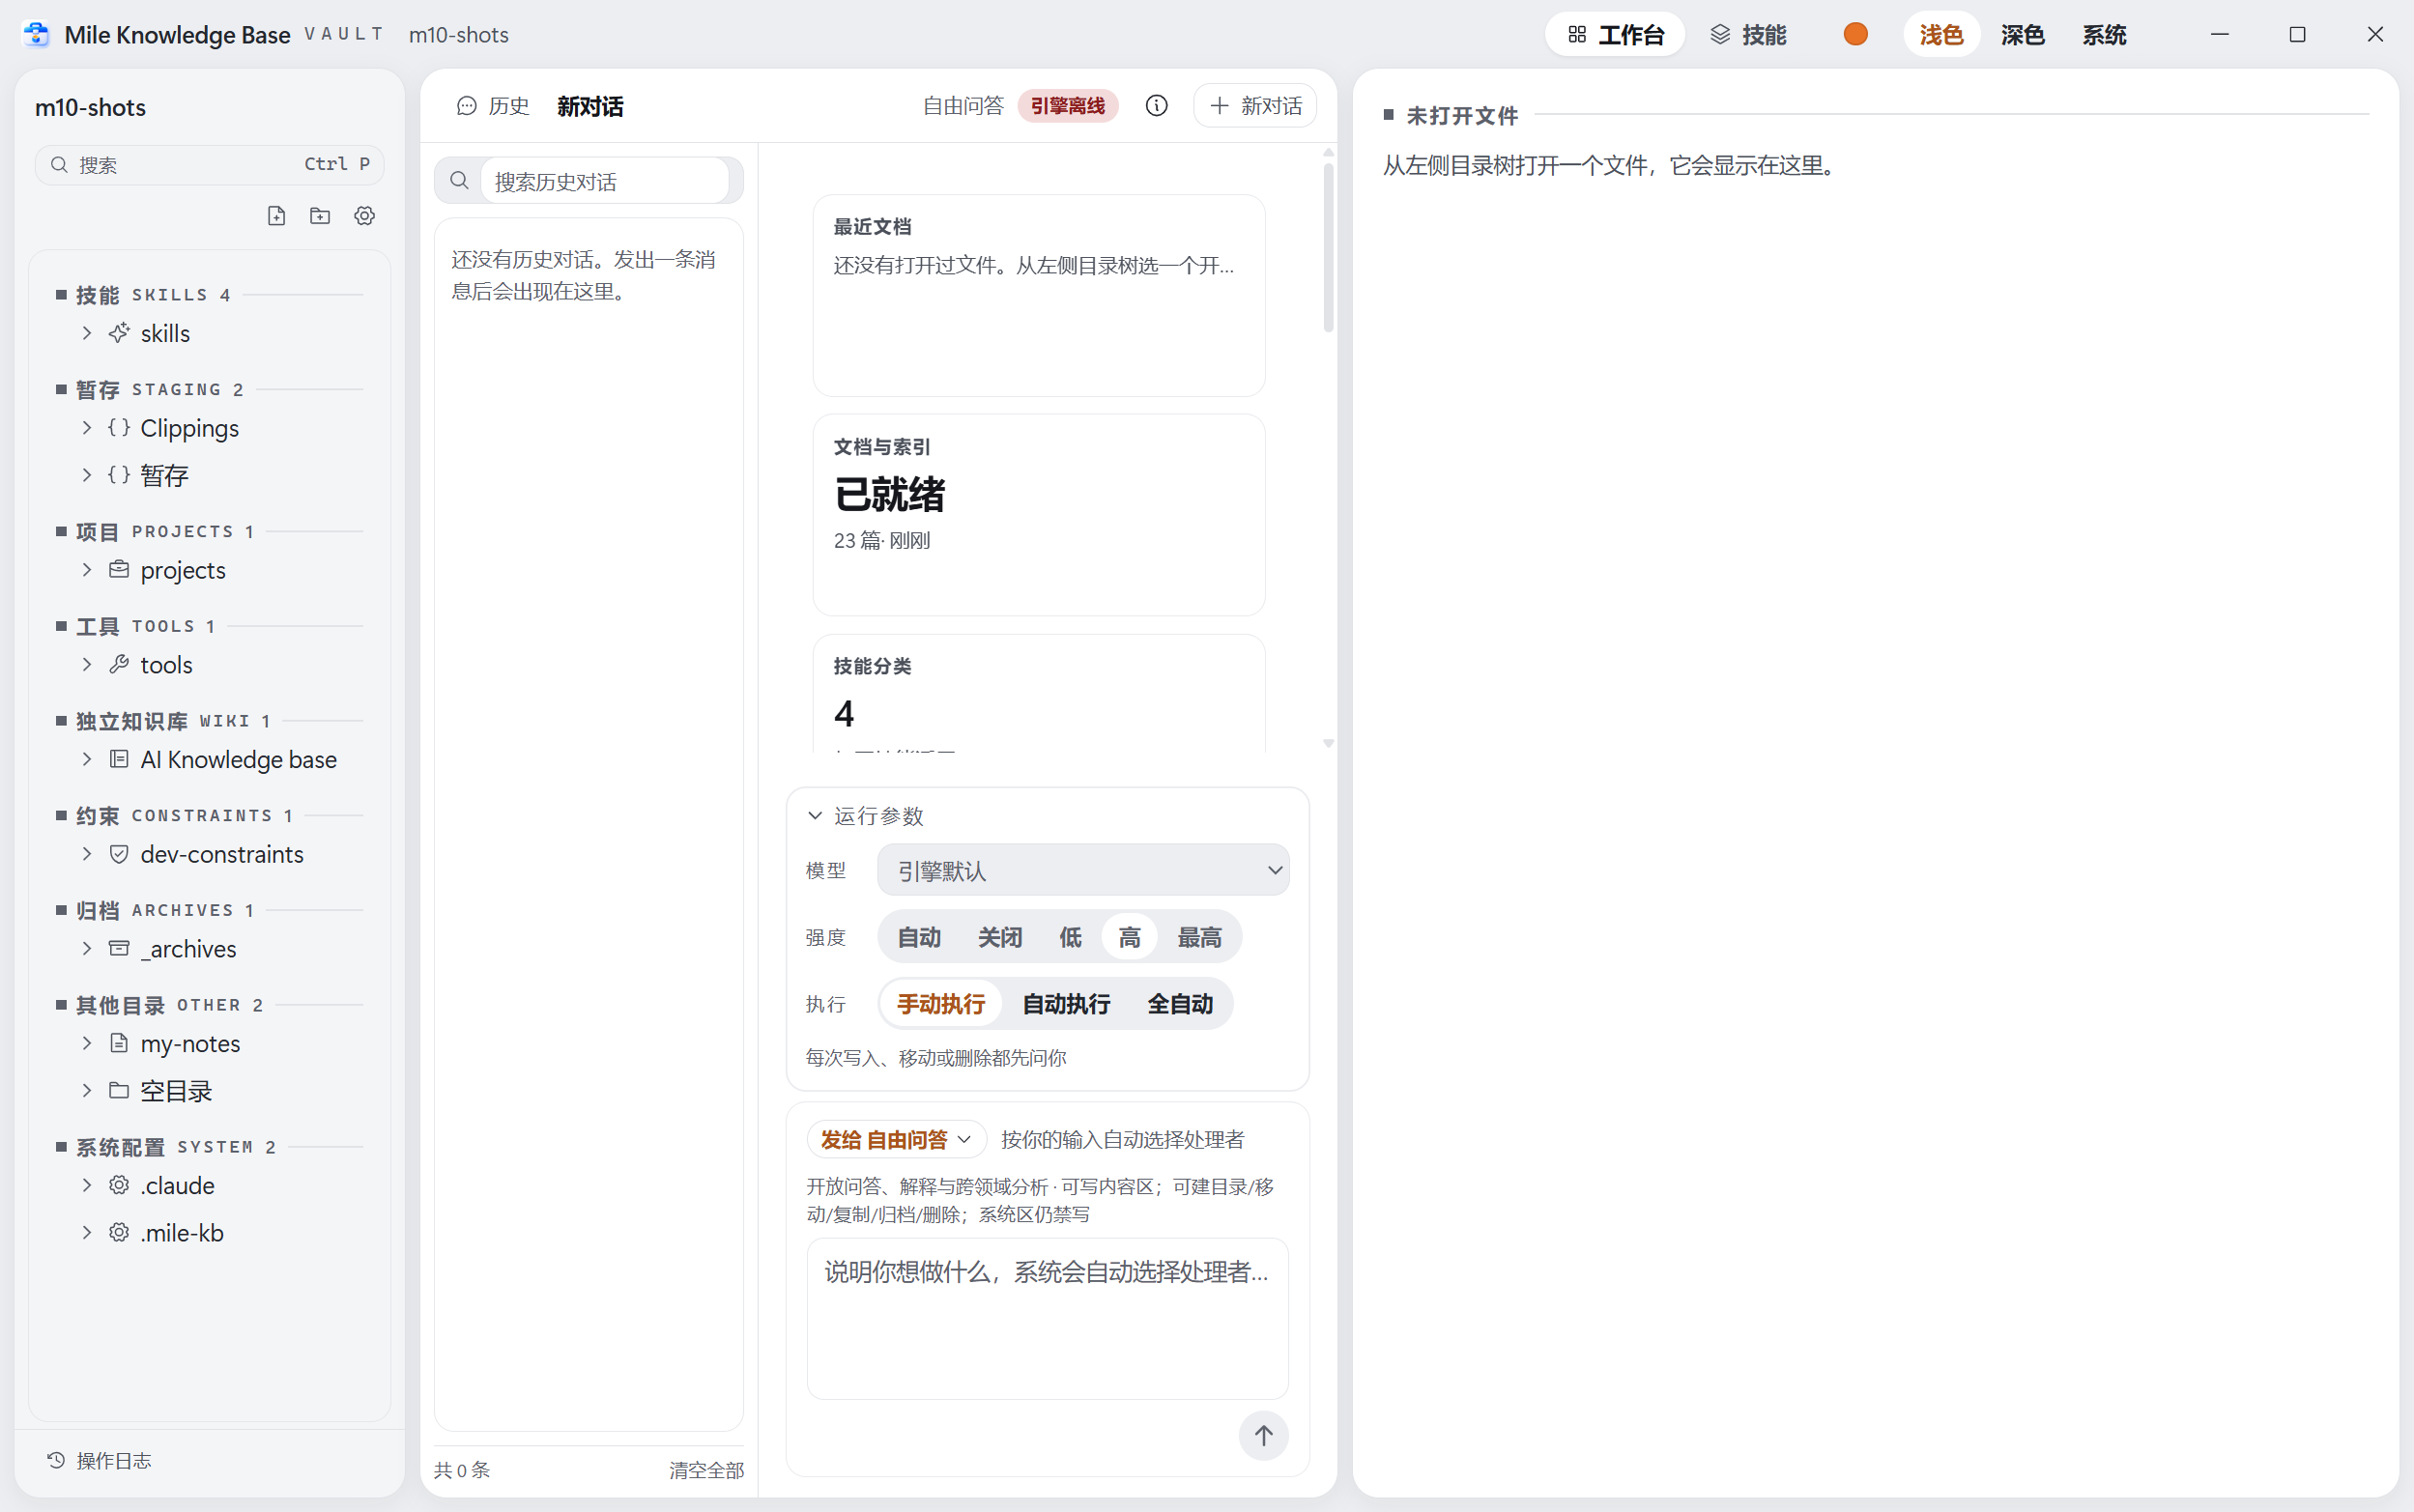 Mile Knowledge Base VAULT m10-shots
工作台 技能 浅色 深色 系统
m10-shots
搜索 Ctrl P
技能 SKILLS 4
skills
暂存 STAGING 2
{ } Clippings
{ } 暂存
项目 PROJECTS 1
projects
工具 TOOLS 1
tools
独立知识库 WIKI 1
AI Knowledge base
约束 CONSTRAINTS 1
dev-constraints
归档 ARCHIVES 1
_archives
其他目录 OTHER 2
my-notes
空目录
系统配置 SYSTEM 2
.claude
.mile-kb
操作日志
历史 新对话 自由问答 引擎离线 新对话
搜索历史对话
还没有历史对话。发出一条消
息后会出现在这里。
共 0 条 清空全部
最近文档
还没有打开过文件。从左侧目录树选一个开...
文档与索引
已就绪
23 篇· 刚刚
技能分类
4
运行参数
模型 引擎默认
强度 自动 关闭 低 高 最高
执行 手动执行 自动执行 全自动
每次写入、移动或删除都先问你
发给 自由问答 按你的输入自动选择处理者
开放问答、解释与跨领域分析 · 可写内容区；可建目录/移
动/复制/归档/删除；系统区仍禁写
说明你想做什么，系统会自动选择处理者...
未打开文件
从左侧目录树打开一个文件，它会显示在这里。